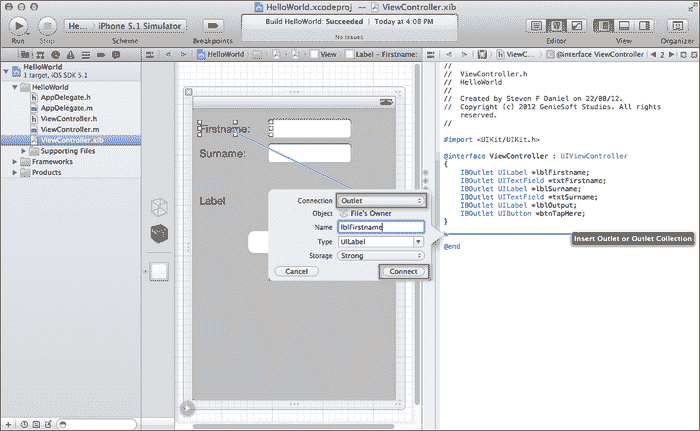 HelloWorld.xcodeproj — ViewController.xib
Run
Stop
He...
iPhone 5.1 Simulator
Scheme
Breakpoints
Build HelloWorld: Succeeded
Today at 4:08 PM
No Issues
Editor
View
Organizer
HelloWorld
View
Label - Firstname:
ViewC...
@interface ViewController
2
HelloWorld
1 target, iOS SDK 5.1
HelloWorld
AppDelegate.h
AppDelegate.m
ViewController.h
ViewController.m
ViewController.xib
Supporting Files
Frameworks
Products
Firstname:
Surname:
Label
Connection
Outlet
Object
File's Owner
Name
lblFirstname
Type
UILabel
Storage
Strong
Cancel
Connect
//
//  ViewController.h
//  HelloWorld
//
//  Created by Steven F Daniel on 22/08/12.
//  Copyright (c) 2012 GenieSoft Studios. All rights
reserved.
//
#import <UIKit/UIKit.h>
@interface ViewController : UIViewController
{
IBOutlet UILabel *lblFirstname;
IBOutlet UITextField *txtFirstname;
IBOutlet UILabel *lblSurname;
IBOutlet UITextField *txtSurname;
IBOutlet UILabel *lblOutput;
IBOutlet UIButton *btnTapHere;
}
Insert Outlet or Outlet Collection
@end